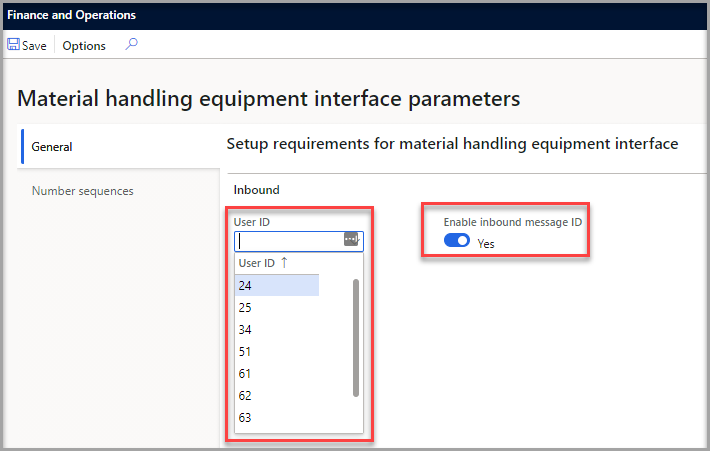 Finance and Operations
Save Options
Material handling equipment interface parameters
General
Number sequences
Setup requirements for material handling equipment interface
Inbound
User ID
User ID ↑
24
25
34
51
61
62
63
Enable inbound message ID
Yes